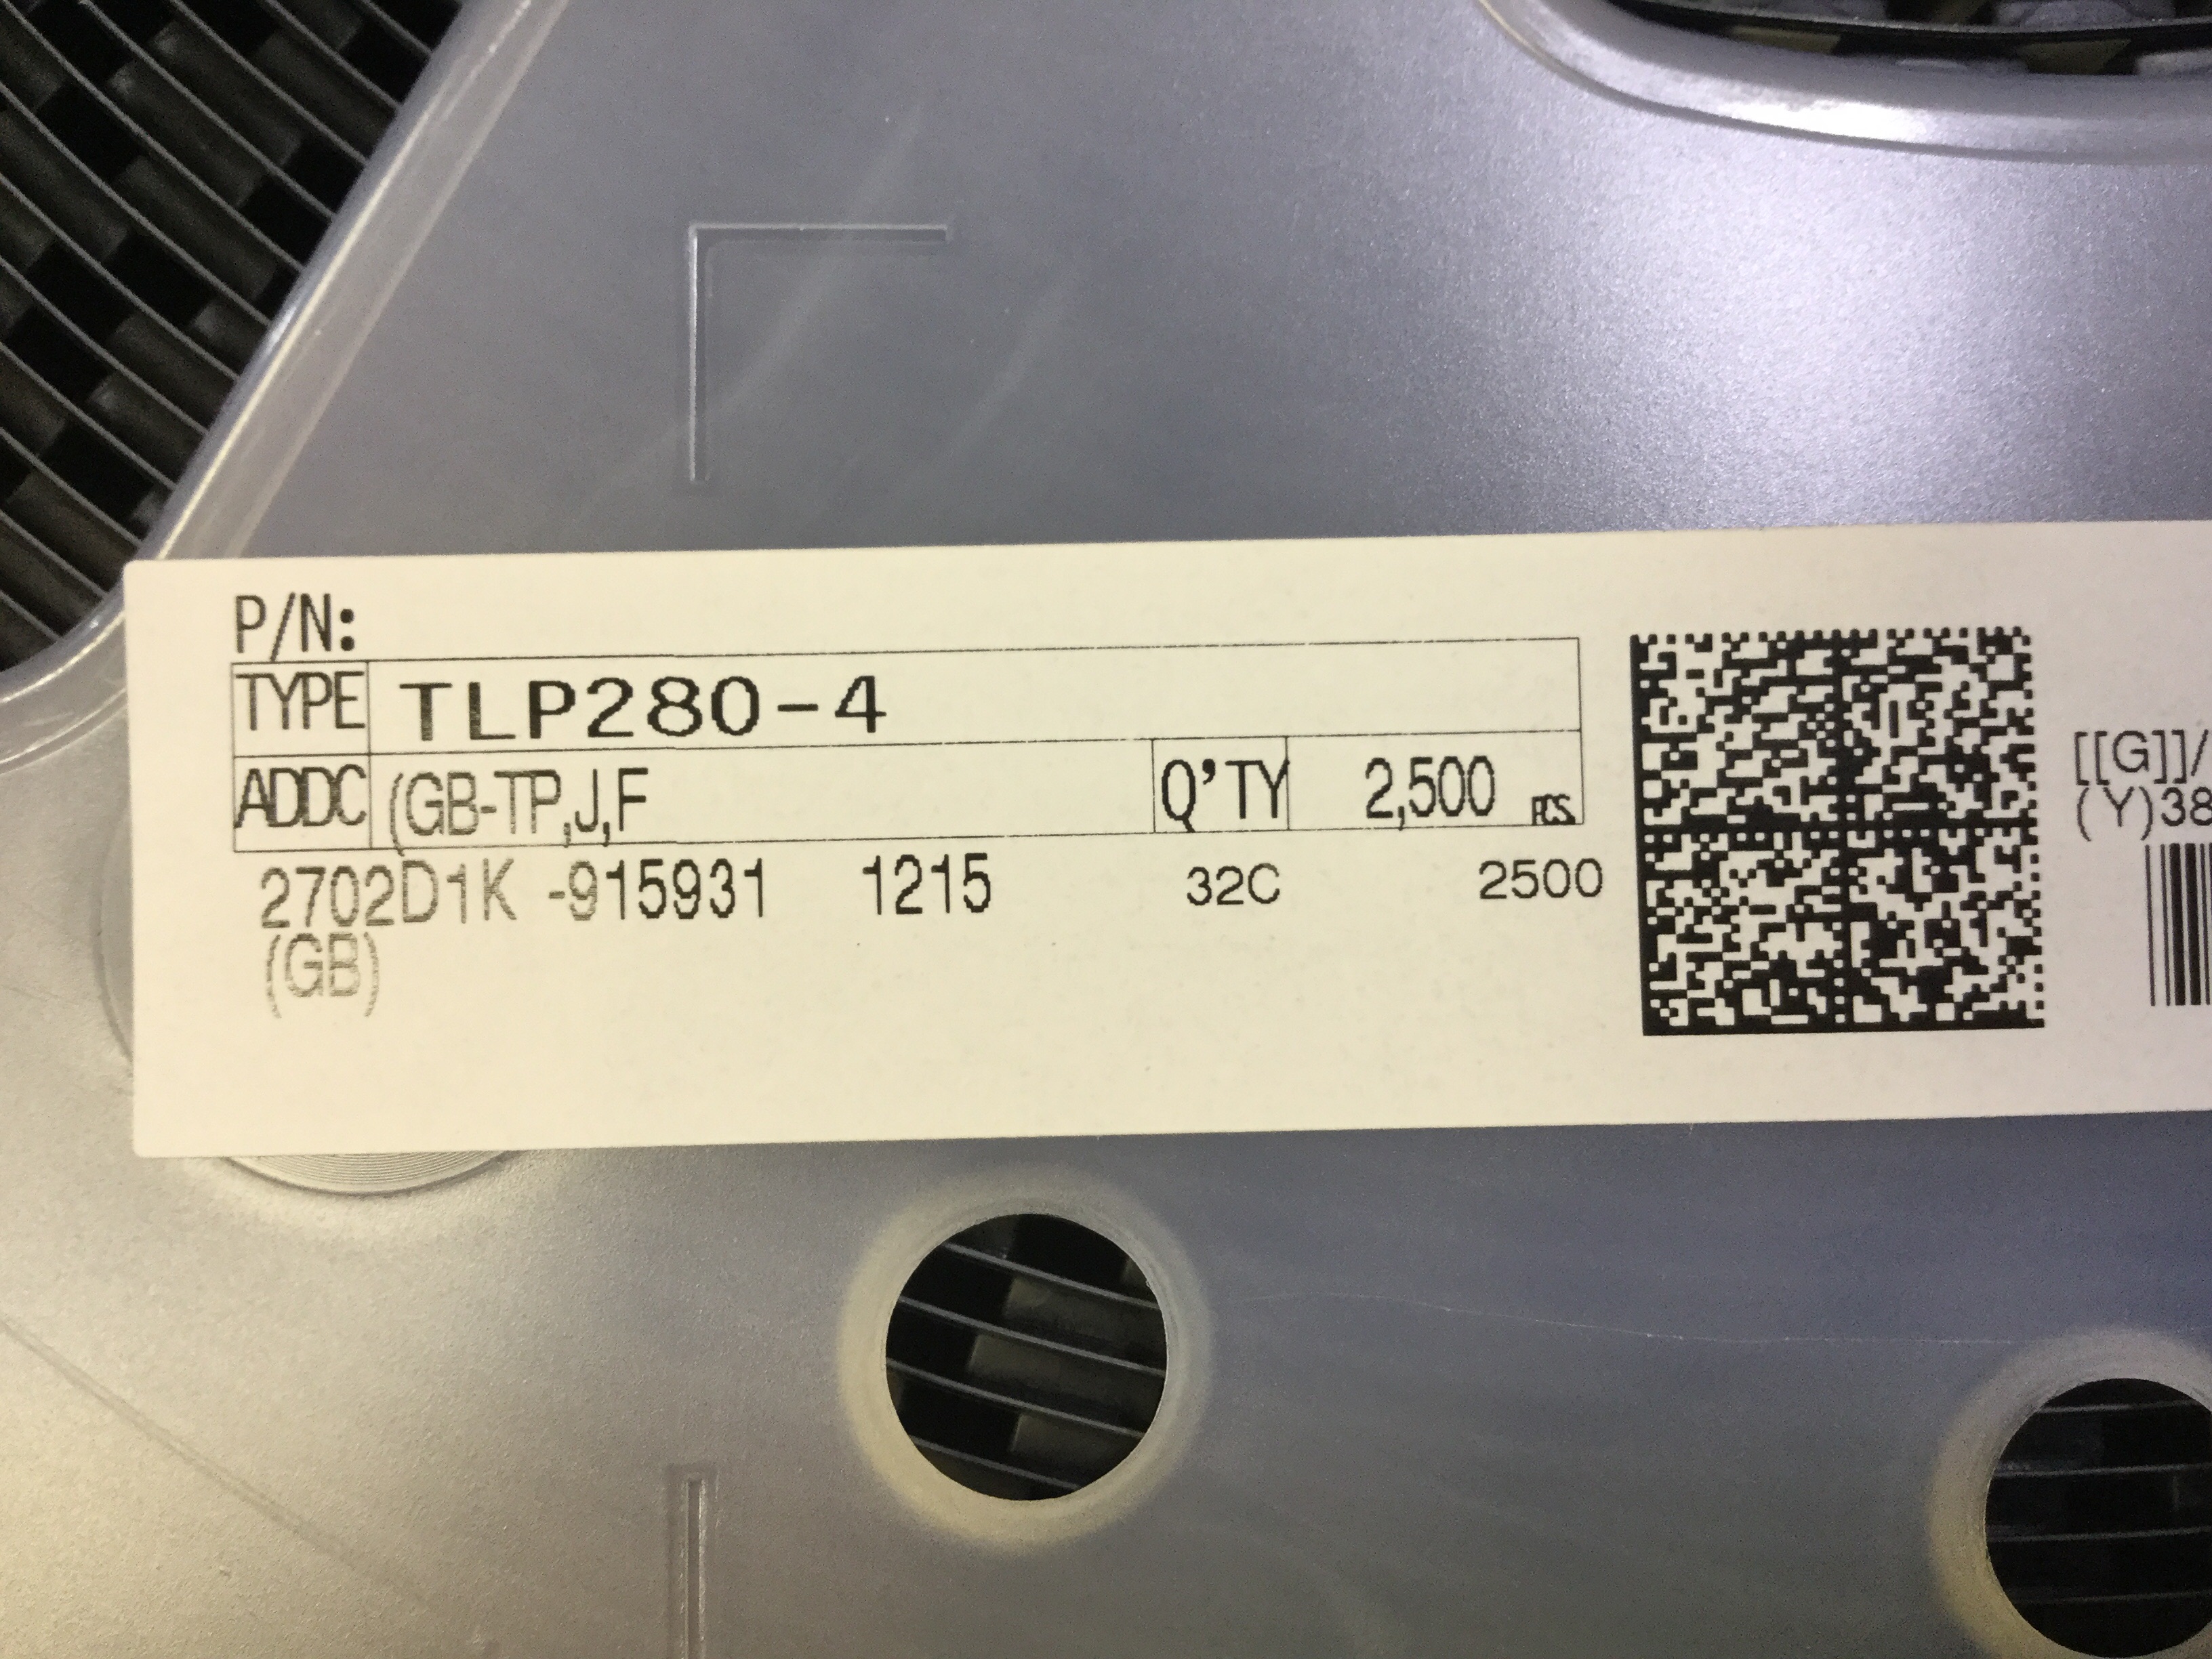 P/N:
TYPE TLP280-4
ADDC (GB-TP,J,F Q'TY 2,500 PCS.
2702D1K -915931 1215 32C 2500
(GB)
[[G]]/
(Y)38